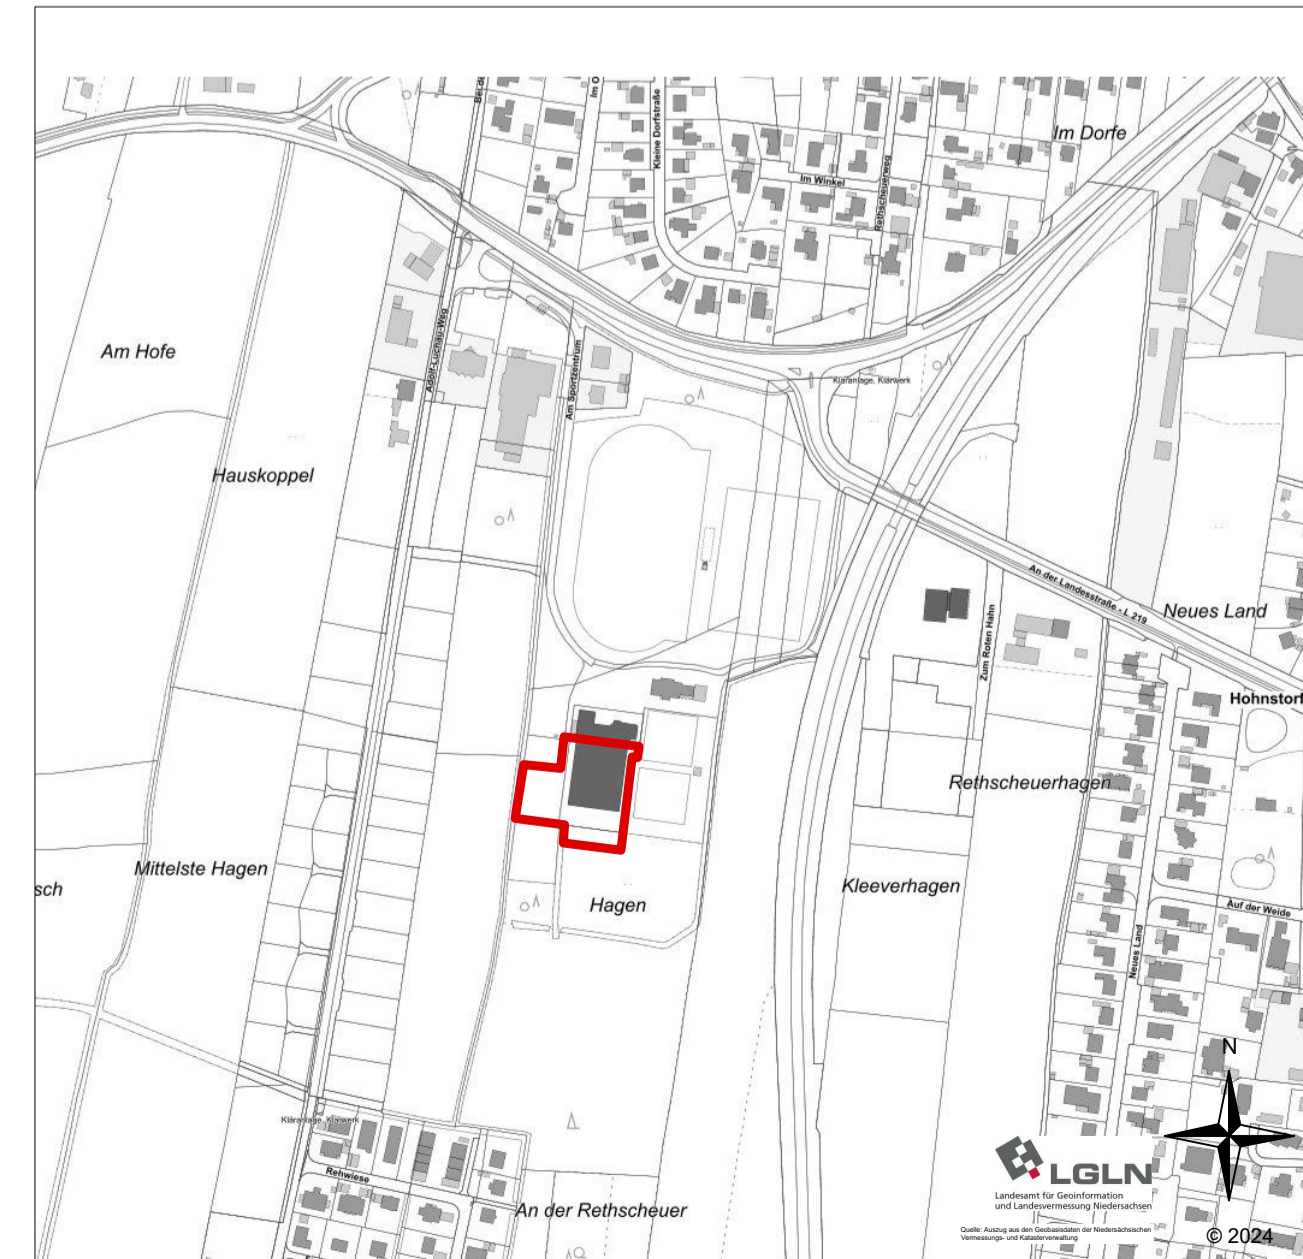 Kleine Dorfstraße
Im Dorfe
Im Winkel
Rethscheuerweg
Am Hofe
Adolf-Luchau-Weg
Am Sportzentrum
Kläranlage, Klärwerk
Hauskoppel
An der Landesstraße - L 219
Neues Land
Zum Roten Hahn
Hohnstorf
Rethscheuerhagen
Mittelste Hagen
sch
Kleeverhagen
Hagen
Auf der Weide
Neues Land
N
Kläranlage, Klärwerk
Rehwiese
An der Rethscheuer
LGLN
Landesamt für Geoinformation
und Landesvermessung Niedersachsen
Quelle: Auszug aus den Geobasisdaten der Niedersächsischen
Vermessungs- und Katasterverwaltung
© 2024